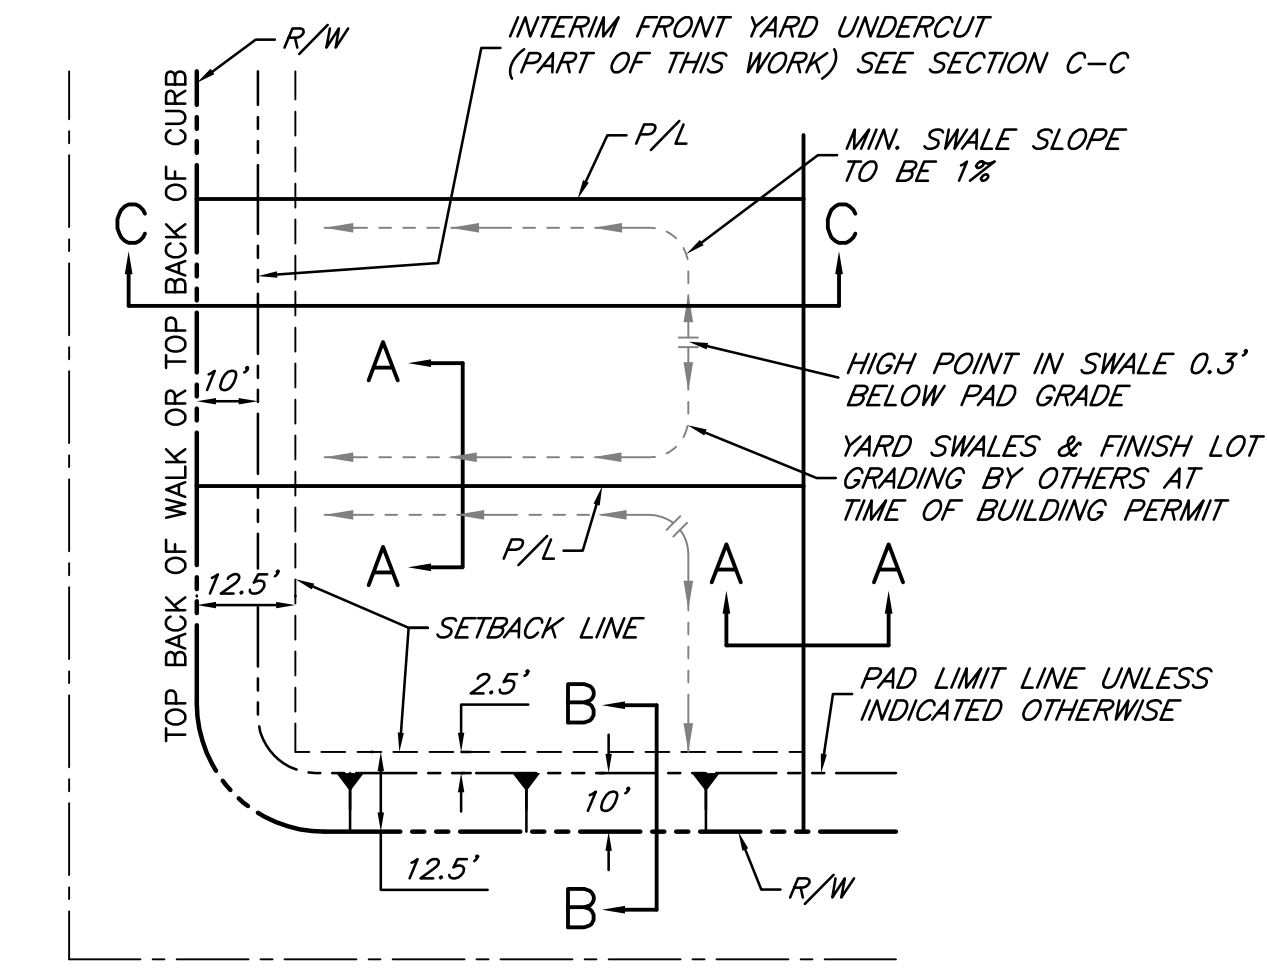 R/W
INTERIM FRONT YARD UNDERCUT
(PART OF THIS WORK) SEE SECTION C-C
P/L
MIN. SWALE SLOPE
TO BE 1%
TOP BACK OF WALK OR TOP BACK OF CURB
C
C
A
10'
HIGH POINT IN SWALE 0.3'
BELOW PAD GRADE
YARD SWALES & FINISH LOT
GRADING BY OTHERS AT
TIME OF BUILDING PERMIT
P/L
A
A
A
12.5'
SETBACK LINE
2.5'
B
PAD LIMIT LINE UNLESS
INDICATED OTHERWISE
10'
12.5'
R/W
B